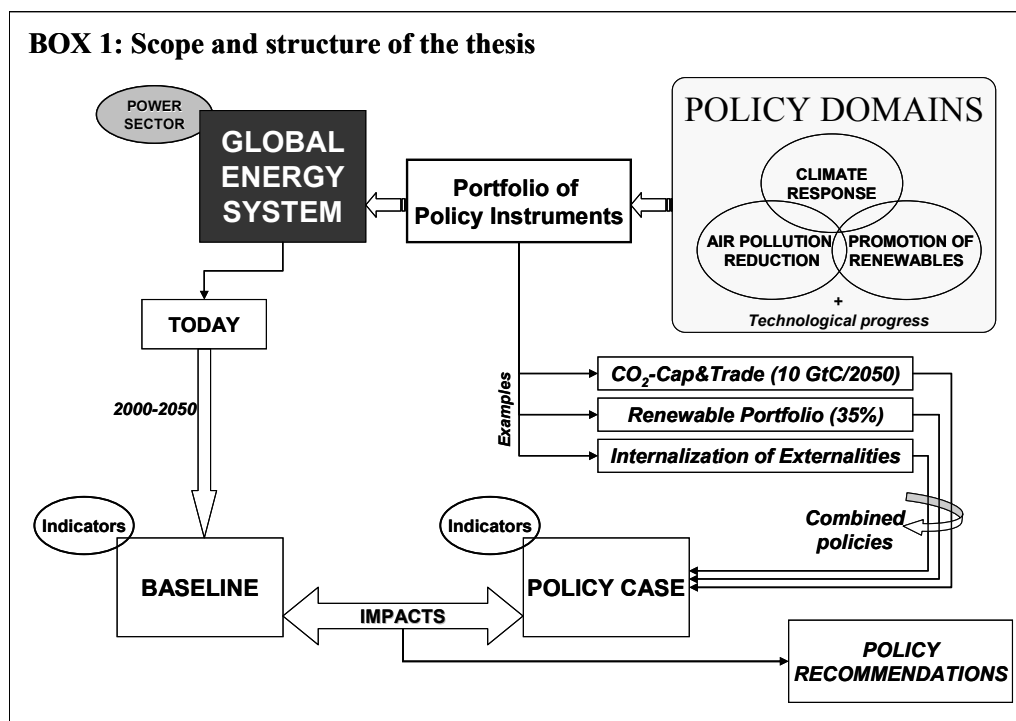 BOX 1: Scope and structure of the thesis
POWER
SECTOR
GLOBAL
ENERGY
SYSTEM
Portfolio of
Policy Instruments
POLICY DOMAINS
CLIMATE
RESPONSE
AIR POLLUTION
REDUCTION
PROMOTION OF
RENEWABLES
+
Technological progress
TODAY
2000-2050
Examples
CO₂-Cap&Trade (10 GtC/2050)
Renewable Portfolio (35%)
Internalization of Externalities
Combined
policies
Indicators
BASELINE
IMPACTS
Indicators
POLICY CASE
POLICY
RECOMMENDATIONS